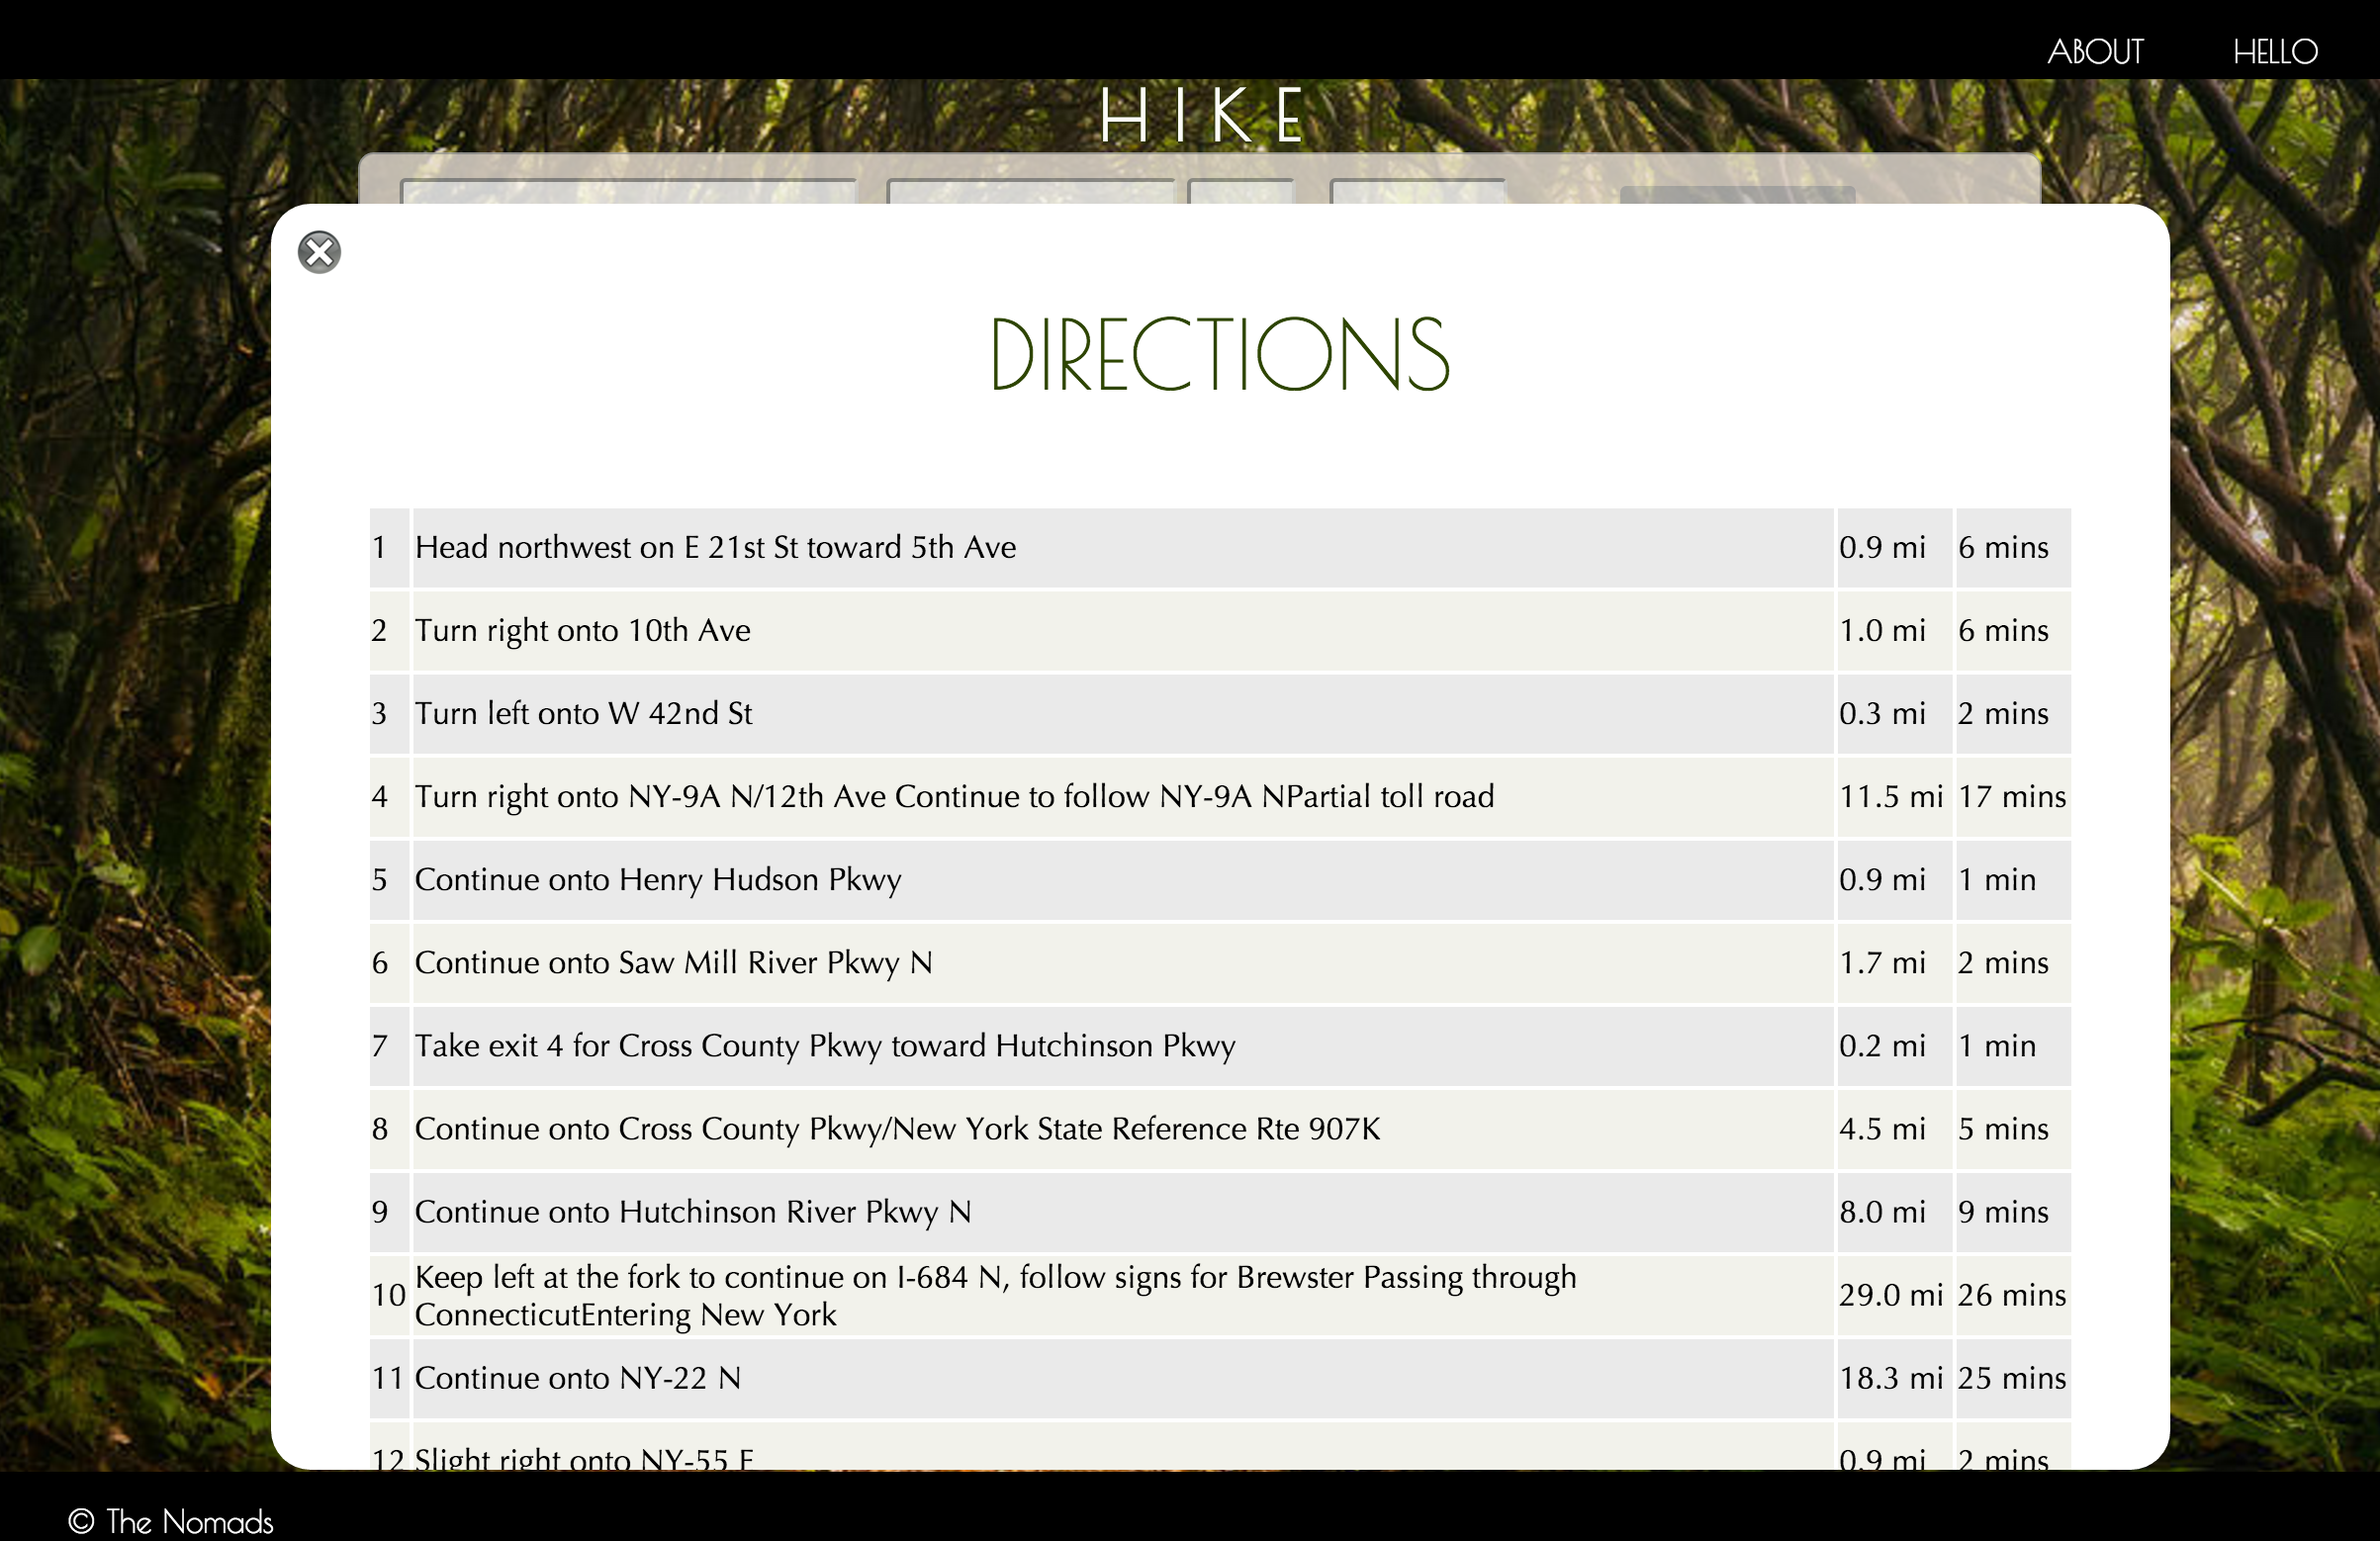 ABOUT HELLO
HIKE
DIRECTIONS
1 Head northwest on E 21st St toward 5th Ave 0.9 mi 6 mins
2 Turn right onto 10th Ave 1.0 mi 6 mins
3 Turn left onto W 42nd St 0.3 mi 2 mins
4 Turn right onto NY-9A N/12th Ave Continue to follow NY-9A NPartial toll road 11.5 mi 17 mins
5 Continue onto Henry Hudson Pkwy 0.9 mi 1 min
6 Continue onto Saw Mill River Pkwy N 1.7 mi 2 mins
7 Take exit 4 for Cross County Pkwy toward Hutchinson Pkwy 0.2 mi 1 min
8 Continue onto Cross County Pkwy/New York State Reference Rte 907K 4.5 mi 5 mins
9 Continue onto Hutchinson River Pkwy N 8.0 mi 9 mins
10 Keep left at the fork to continue on I-684 N, follow signs for Brewster Passing through
ConnecticutEntering New York 29.0 mi 26 mins
11 Continue onto NY-22 N 18.3 mi 25 mins
12 Slight right onto NY-55 E 0.9 mi 2 mins
© The Nomads